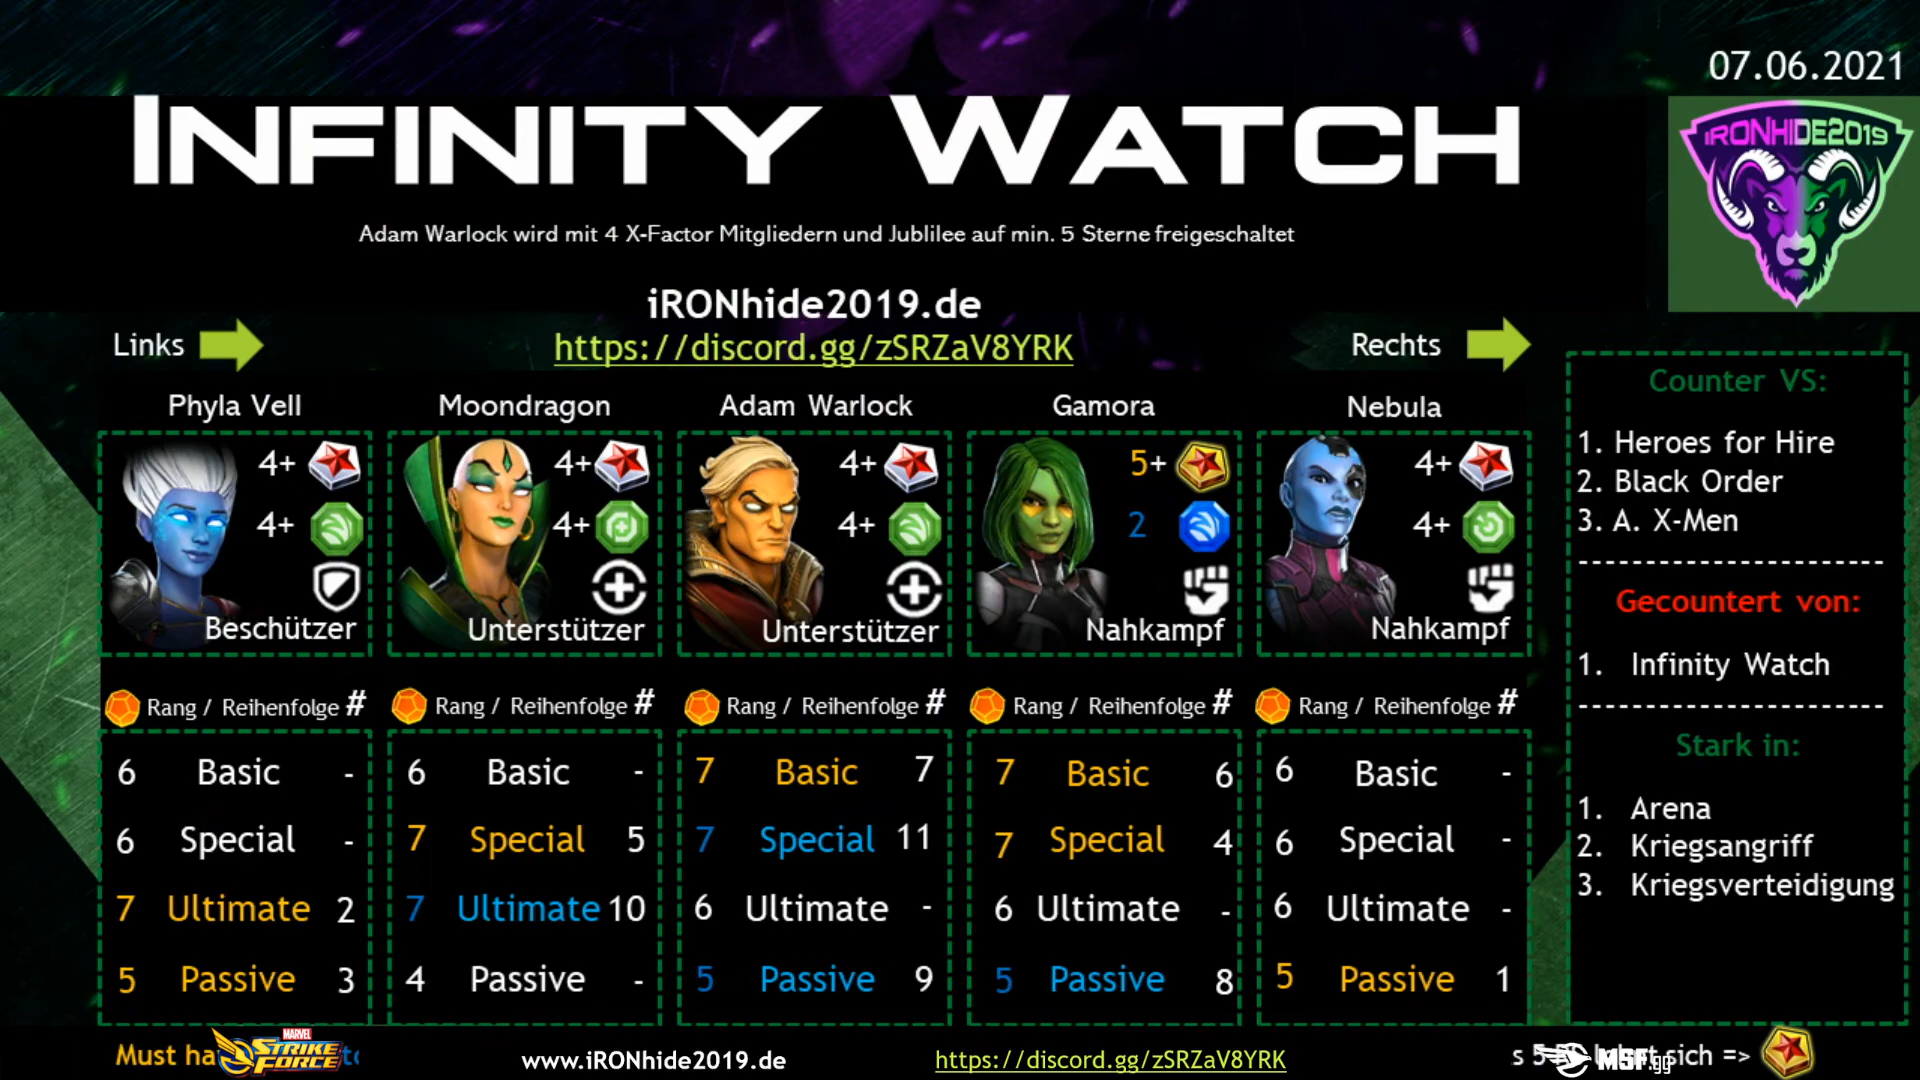 07.06.2021
INFINITY WATCH
IRONHIDE2019
Adam Warlock wird mit 4 X-Factor Mitgliedern und Jublilee auf min. 5 Sterne freigeschaltet
iRONhide2019.de
https://discord.gg/zSRZaV8YRK
Links
Rechts
Phyla Vell
4+
4+
Beschützer
Moondragon
4+
4+
Unterstützer
Adam Warlock
4+
4+
Unterstützer
Gamora
5+
2
Nahkampf
Nebula
4+
4+
Nahkampf
Rang / Reihenfolge #
6 Basic -
6 Special -
7 Ultimate 2
5 Passive 3
Rang / Reihenfolge #
6 Basic -
7 Special 5
7 Ultimate 10
4 Passive -
Rang / Reihenfolge #
7 Basic 7
7 Special 11
6 Ultimate -
5 Passive 9
Rang / Reihenfolge #
7 Basic 6
7 Special 4
6 Ultimate -
5 Passive 8
Rang / Reihenfolge #
6 Basic -
6 Special -
6 Ultimate -
5 Passive 1
Counter VS:
1. Heroes for Hire
2. Black Order
3. A. X-Men
Gecountert von:
1. Infinity Watch
Stark in:
1. Arena
2. Kriegsangriff
3. Kriegsverteidigung
Must
MARVEL
STRIKE
FORCE
www.iRONhide2019.de
https://discord.gg/zSRZaV8YRK
MSF.gg
sich =>